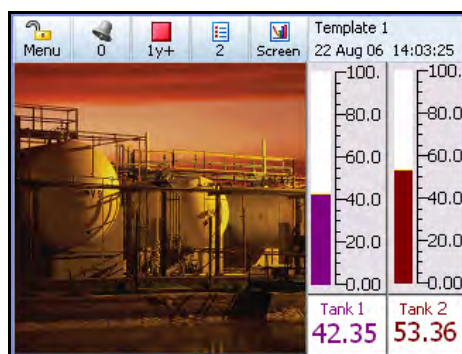 Menu
0
1y+
2
Screen
Template 1
22 Aug 06 14:03:25
100. 100.
80.0 80.0
60.0 60.0
40.0 40.0
20.0 20.0
0.00 0.00
Tank 1 Tank 2
42.35 53.36